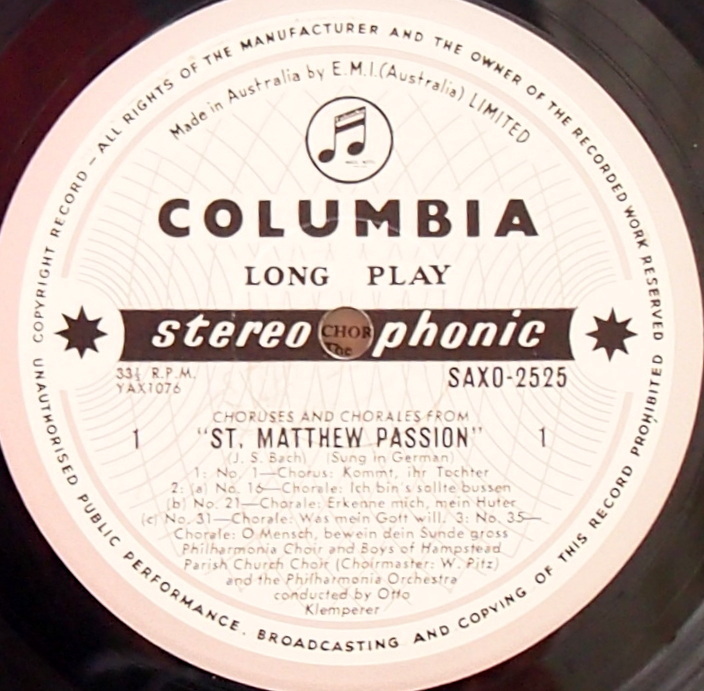 UNAUTHORISED PUBLIC PERFORMANCE, BROADCASTING AND COPYING OF THIS RECORD PROHIBITED
COPYRIGHT RECORD — ALL RIGHTS OF THE MANUFACTURER AND THE OWNER OF THE RECORDED WORK RESERVED
Made in Australia by E.M.I.(Australia) LIMITED
COLUMBIA
LONG PLAY
stereo phonic
CHOR
The
33⅓ R.P.M. SAXO-2525
YAX1076
CHORUSES AND CHORALES FROM
1 "ST. MATTHEW PASSION" 1
(J. S. Bach) (Sung in German)
1: No. 1—Chorus: Kommt, ihr Tochter
2: (a) No. 16—Chorale: Ich bin's sollte bussen
(b) No. 21—Chorale: Erkenne mich, mein Huter
(c) No. 31—Chorale: Was mein Gott will. 3: No. 35—
Chorale: O Mensch, bewein dein Sunde gross
Philharmonia Choir and Boys of Hampstead
Parish Church Choir (Choirmaster: W. Pitz)
and the Philharmonia Orchestra
conducted by Otto
Klemperer